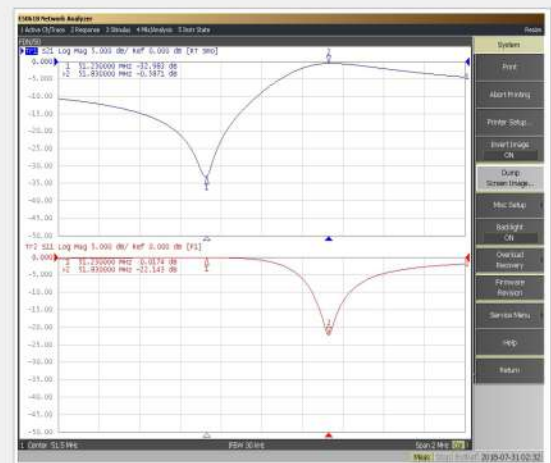 E5061B Network Analyzer
1 Active Ch/Trace 2 Response 3 Stimulus 4 Mkr/Analysis 5 Instr State
Resize
Tr1 S21 Log Mag 5.000 dB/ Ref 0.000 dB [RT Smo]
1 51.230000 MHz -32.983 dB
>2 51.830000 MHz -0.3871 dB
0.000
-5.000
-10.00
-15.00
-20.00
-25.00
-30.00
-35.00
-40.00
-45.00
-50.00
Tr2 S11 Log Mag 5.000 dB/ Ref 0.000 dB [F1]
1 51.230000 MHz 0.0174 dB
>2 51.830000 MHz -22.143 dB
0.000
-5.000
-10.00
-15.00
-20.00
-25.00
-30.00
-35.00
-40.00
-45.00
-50.00
1 Center 51.5 MHz
IFBW 30 kHz
Span 2 MHz
System
Print
Abort Printing
Printer Setup...
Invert Image
ON
Dump
Screen Image...
Misc Setup
Backlight
ON
Overload
Recovery
Firmware
Revision
Service Menu
Help
Return
Meas
Stop
ExtRef
2018-07-31 02:32